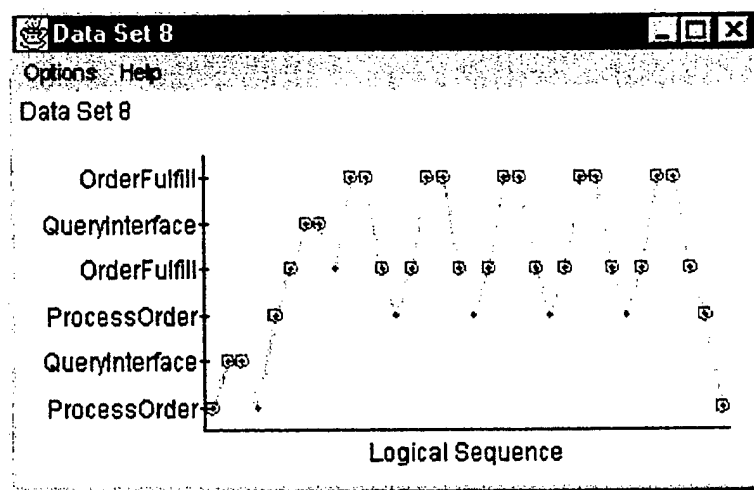 Data Set 8
Options Help
Data Set 8
OrderFulfill
QueryInterface
OrderFulfill
ProcessOrder
QueryInterface
ProcessOrder
Logical Sequence